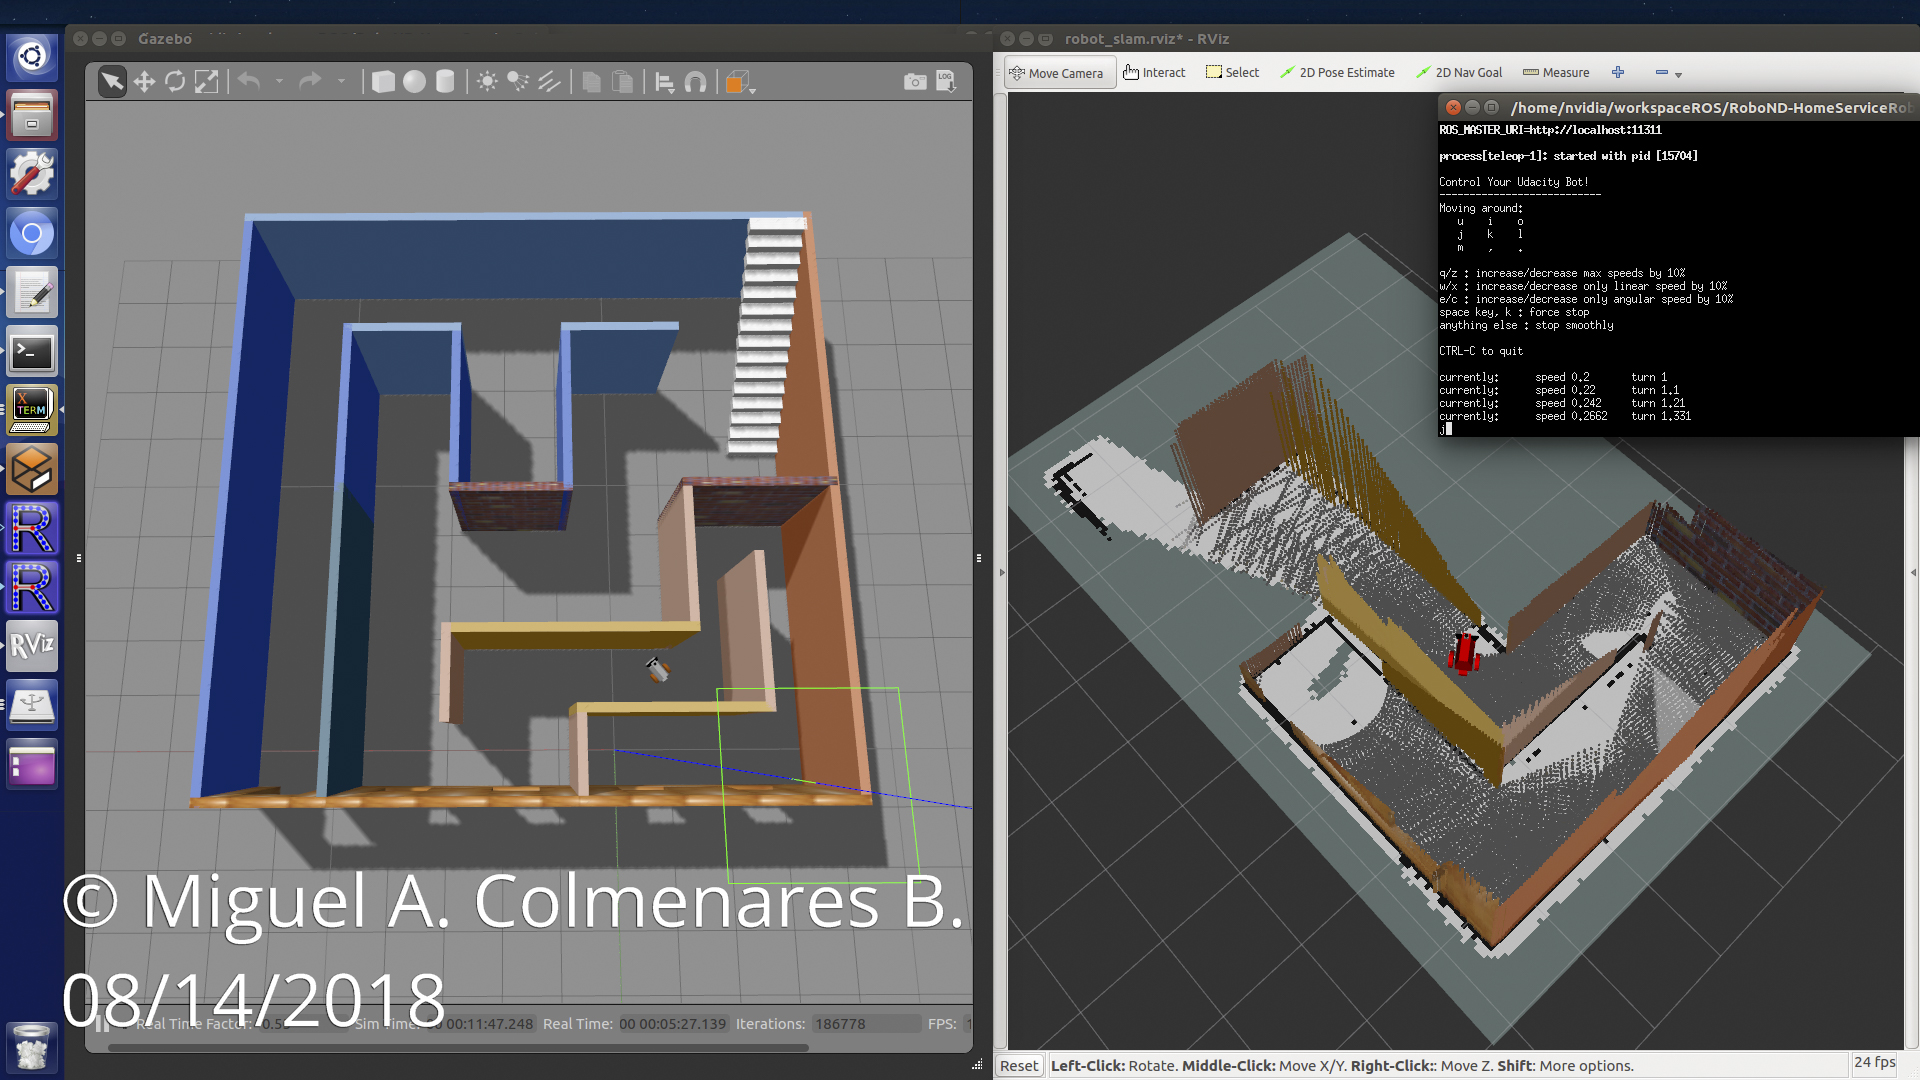 Gazebo
LOG
robot_slam.rviz* - RViz
Move Camera
Interact
Select
2D Pose Estimate
2D Nav Goal
Measure
/home/nvidia/workspaceROS/RoboND-HomeServiceRob
ROS_MASTER_URI=http://localhost:11311
process[teleop-1]: started with pid [15704]
Control Your Udacity Bot!
---------------------------
Moving around:
u i o
j k l
m , .
q/z : increase/decrease max speeds by 10%
w/x : increase/decrease only linear speed by 10%
e/c : increase/decrease only angular speed by 10%
space key, k : force stop
anything else : stop smoothly
CTRL-C to quit
currently: speed 0.2 turn 1
currently: speed 0.22 turn 1.1
currently: speed 0.242 turn 1.21
currently: speed 0.2662 turn 1.331
j
X
TERM
R
R
RViz
© Miguel A. Colmenares B.
08/14/2018
Real Time Factor: Sim Time: 00:11:47.248 Real Time: 00 00:05:27.139 Iterations: 186778 FPS:
Reset
Left-Click: Rotate. Middle-Click: Move X/Y. Right-Click:: Move Z. Shift: More options.
24 fps